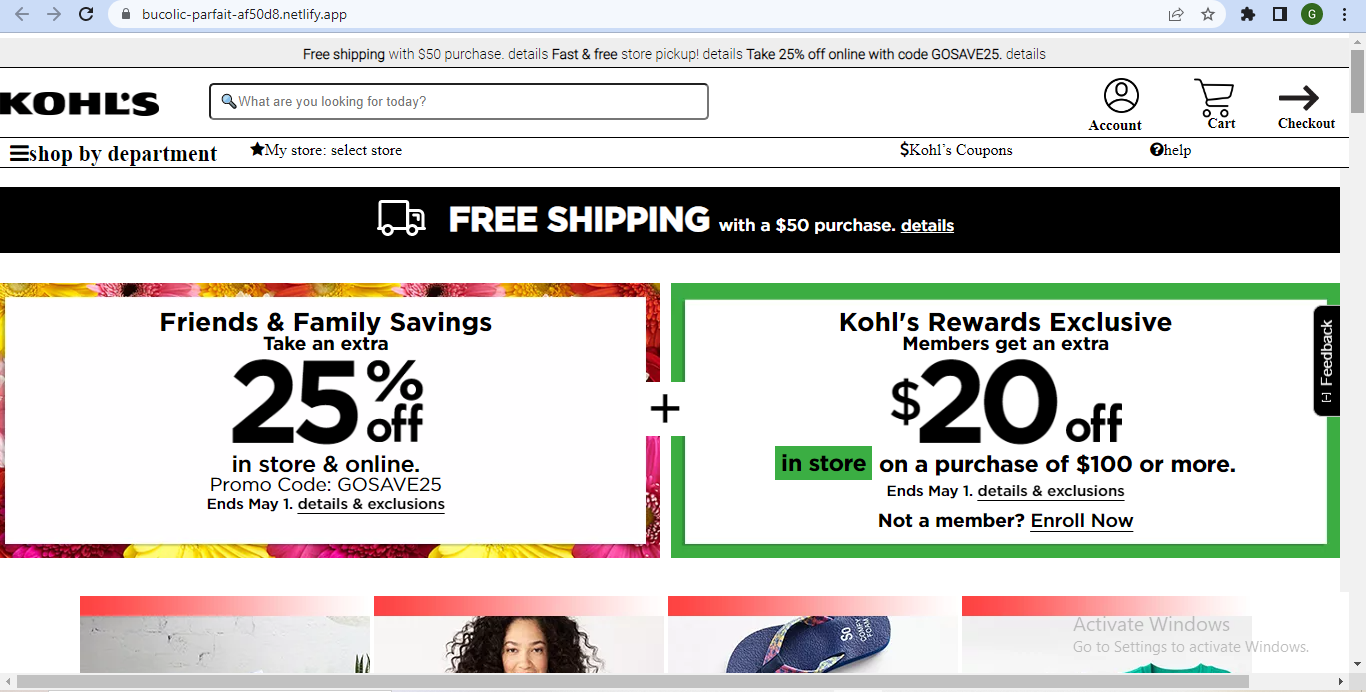 bucolic-parfait-af50d8.netlify.app
G
Free shipping with $50 purchase. details Fast & free store pickup! details Take 25% off online with code GOSAVE25. details
KOHL'S
What are you looking for today?
Account
Cart
Checkout
shop by department
My store: select store
$Kohl’s Coupons
help
FREE SHIPPING with a $50 purchase. details
Friends & Family Savings
Take an extra
25% off
in store & online.
Promo Code: GOSAVE25
Ends May 1. details & exclusions
+
Kohl's Rewards Exclusive
Members get an extra
$20 off
in store on a purchase of $100 or more.
Ends May 1. details & exclusions
Not a member? Enroll Now
[-] Feedback
SO
COMFY
FOAM
Activate Windows
Go to Settings to activate Windows.